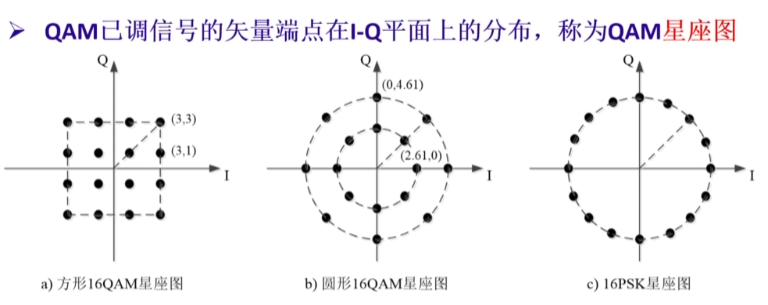 ➢ QAM已调信号的矢量端点在I-Q平面上的分布，称为QAM星座图
Q
(3,3)
(3,1)
I
Q
(0,4.61)
(2.61,0)
I
Q
I
a) 方形16QAM星座图
b) 圆形16QAM星座图
c) 16PSK星座图